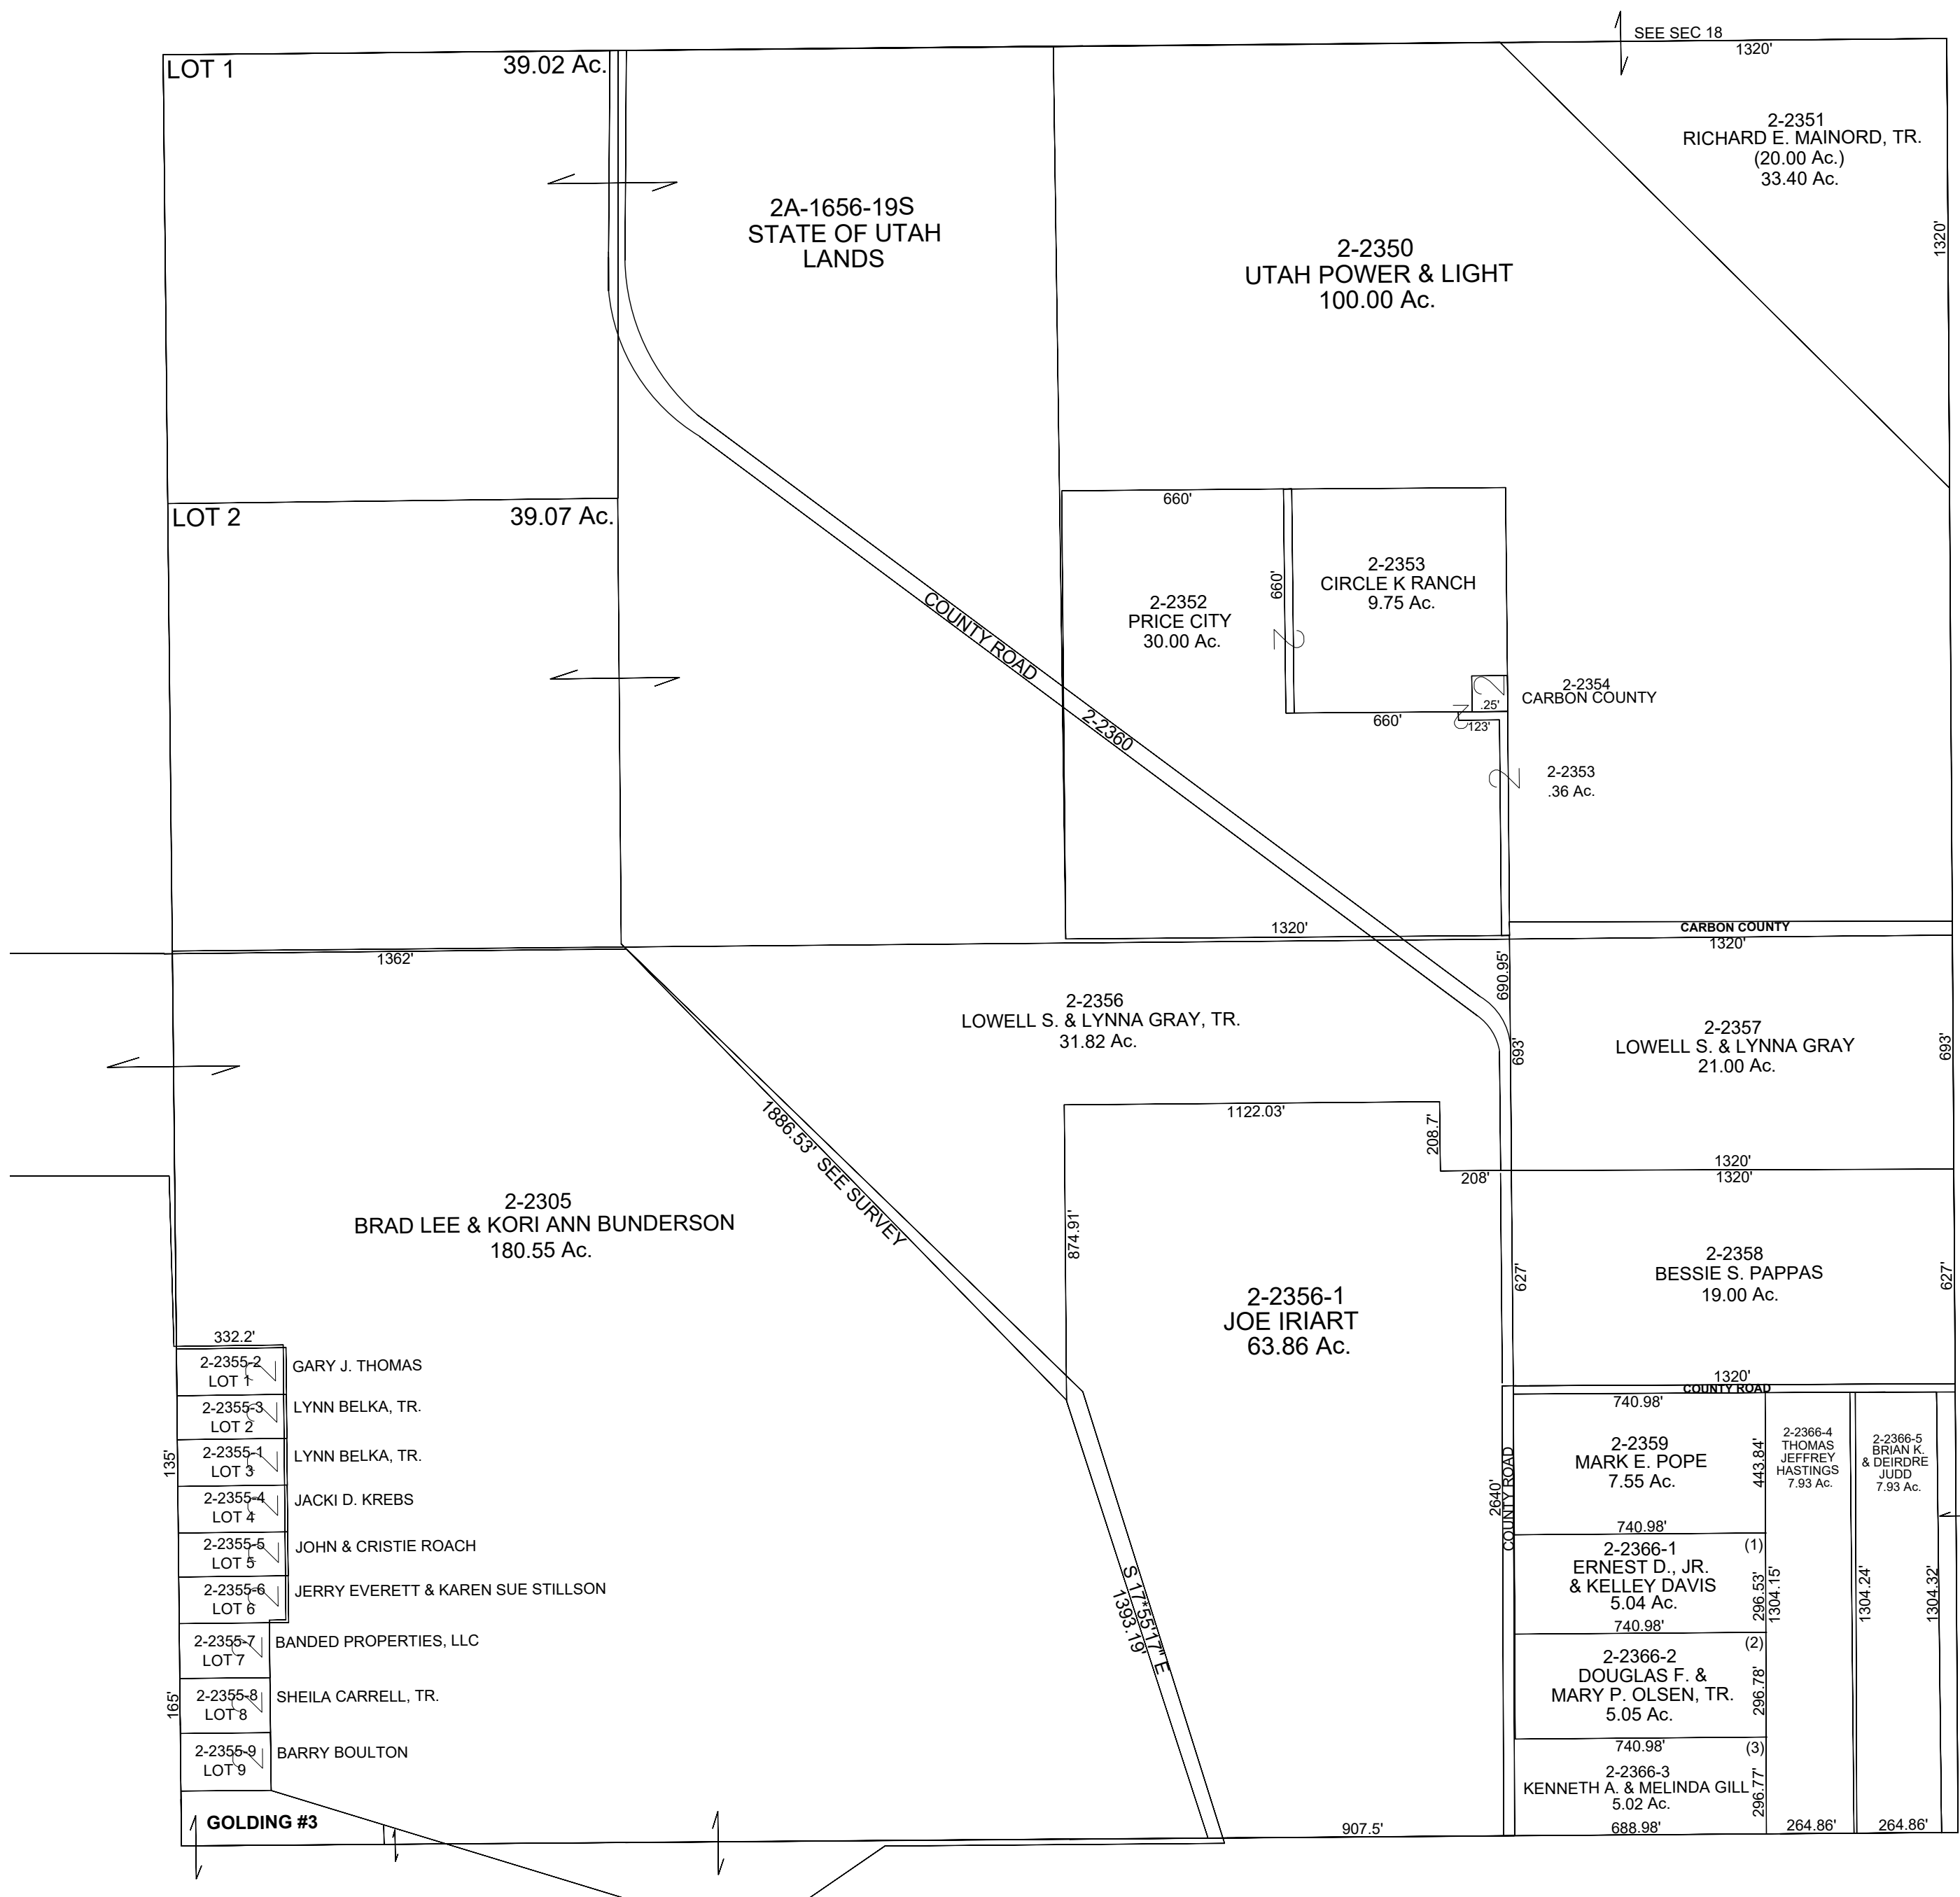 SEE SEC 18
1320'
LOT 1
39.02 Ac.
2-2351
RICHARD E. MAINORD, TR.
(20.00 Ac.)
33.40 Ac.
1320'
2A-1656-19S
STATE OF UTAH
LANDS
2-2350
UTAH POWER & LIGHT
100.00 Ac.
LOT 2
39.07 Ac.
660'
660'
2-2352
PRICE CITY
30.00 Ac.
2-2353
CIRCLE K RANCH
9.75 Ac.
2-2354
CARBON COUNTY
.25'
660'
123'
2-2353
.36 Ac.
COUNTY ROAD
2-2360
1320'
CARBON COUNTY
1320'
1362'
690.95'
2-2356
LOWELL S. & LYNNA GRAY, TR.
31.82 Ac.
693'
2-2357
LOWELL S. & LYNNA GRAY
21.00 Ac.
693'
1122.03'
208.7'
208'
1320'
1320'
1886.53' SEE SURVEY
874.91'
2-2305
BRAD LEE & KORI ANN BUNDERSON
180.55 Ac.
2-2356-1
JOE IRIART
63.86 Ac.
627'
2-2358
BESSIE S. PAPPAS
19.00 Ac.
627'
1320'
COUNTY ROAD
332.2'
2-2355-2
LOT 1
GARY J. THOMAS
2-2355-3
LOT 2
LYNN BELKA, TR.
2-2355-1
LOT 3
LYNN BELKA, TR.
135'
2-2355-4
LOT 4
JACKI D. KREBS
2-2355-5
LOT 5
JOHN & CRISTIE ROACH
2-2355-6
LOT 6
JERRY EVERETT & KAREN SUE STILLSON
2-2355-7
LOT 7
BANDED PROPERTIES, LLC
2-2355-8
LOT 8
SHEILA CARRELL, TR.
165'
2-2355-9
LOT 9
BARRY BOULTON
GOLDING #3
S 17*55'17" E
1393.19'
907.5'
2640'
COUNTY ROAD
740.98'
2-2359
MARK E. POPE
7.55 Ac.
443.84'
740.98'
(1)
2-2366-1
ERNEST D., JR.
& KELLEY DAVIS
5.04 Ac.
296.53'
740.98'
(2)
2-2366-2
DOUGLAS F. &
MARY P. OLSEN, TR.
5.05 Ac.
296.78'
740.98'
(3)
2-2366-3
KENNETH A. & MELINDA GILL
5.02 Ac.
296.77'
688.98'
2-2366-4
THOMAS
JEFFREY
HASTINGS
7.93 Ac.
1304.15'
264.86'
2-2366-5
BRIAN K.
& DEIRDRE
JUDD
7.93 Ac.
1304.24'
1304.32'
264.86'